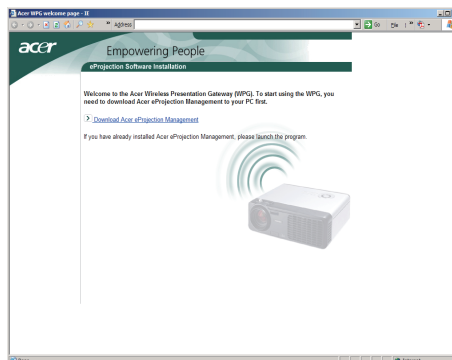 Acer WPG welcome page - IE
Address
Go
acer
Empowering People
eProjection Software Installation
Welcome to the Acer Wireless Presentation Gateway (WPG). To start using the WPG, you
need to download Acer eProjection Management to your PC first.
Download Acer eProjection Management
If you have already installed Acer eProjection Management, please launch the program.